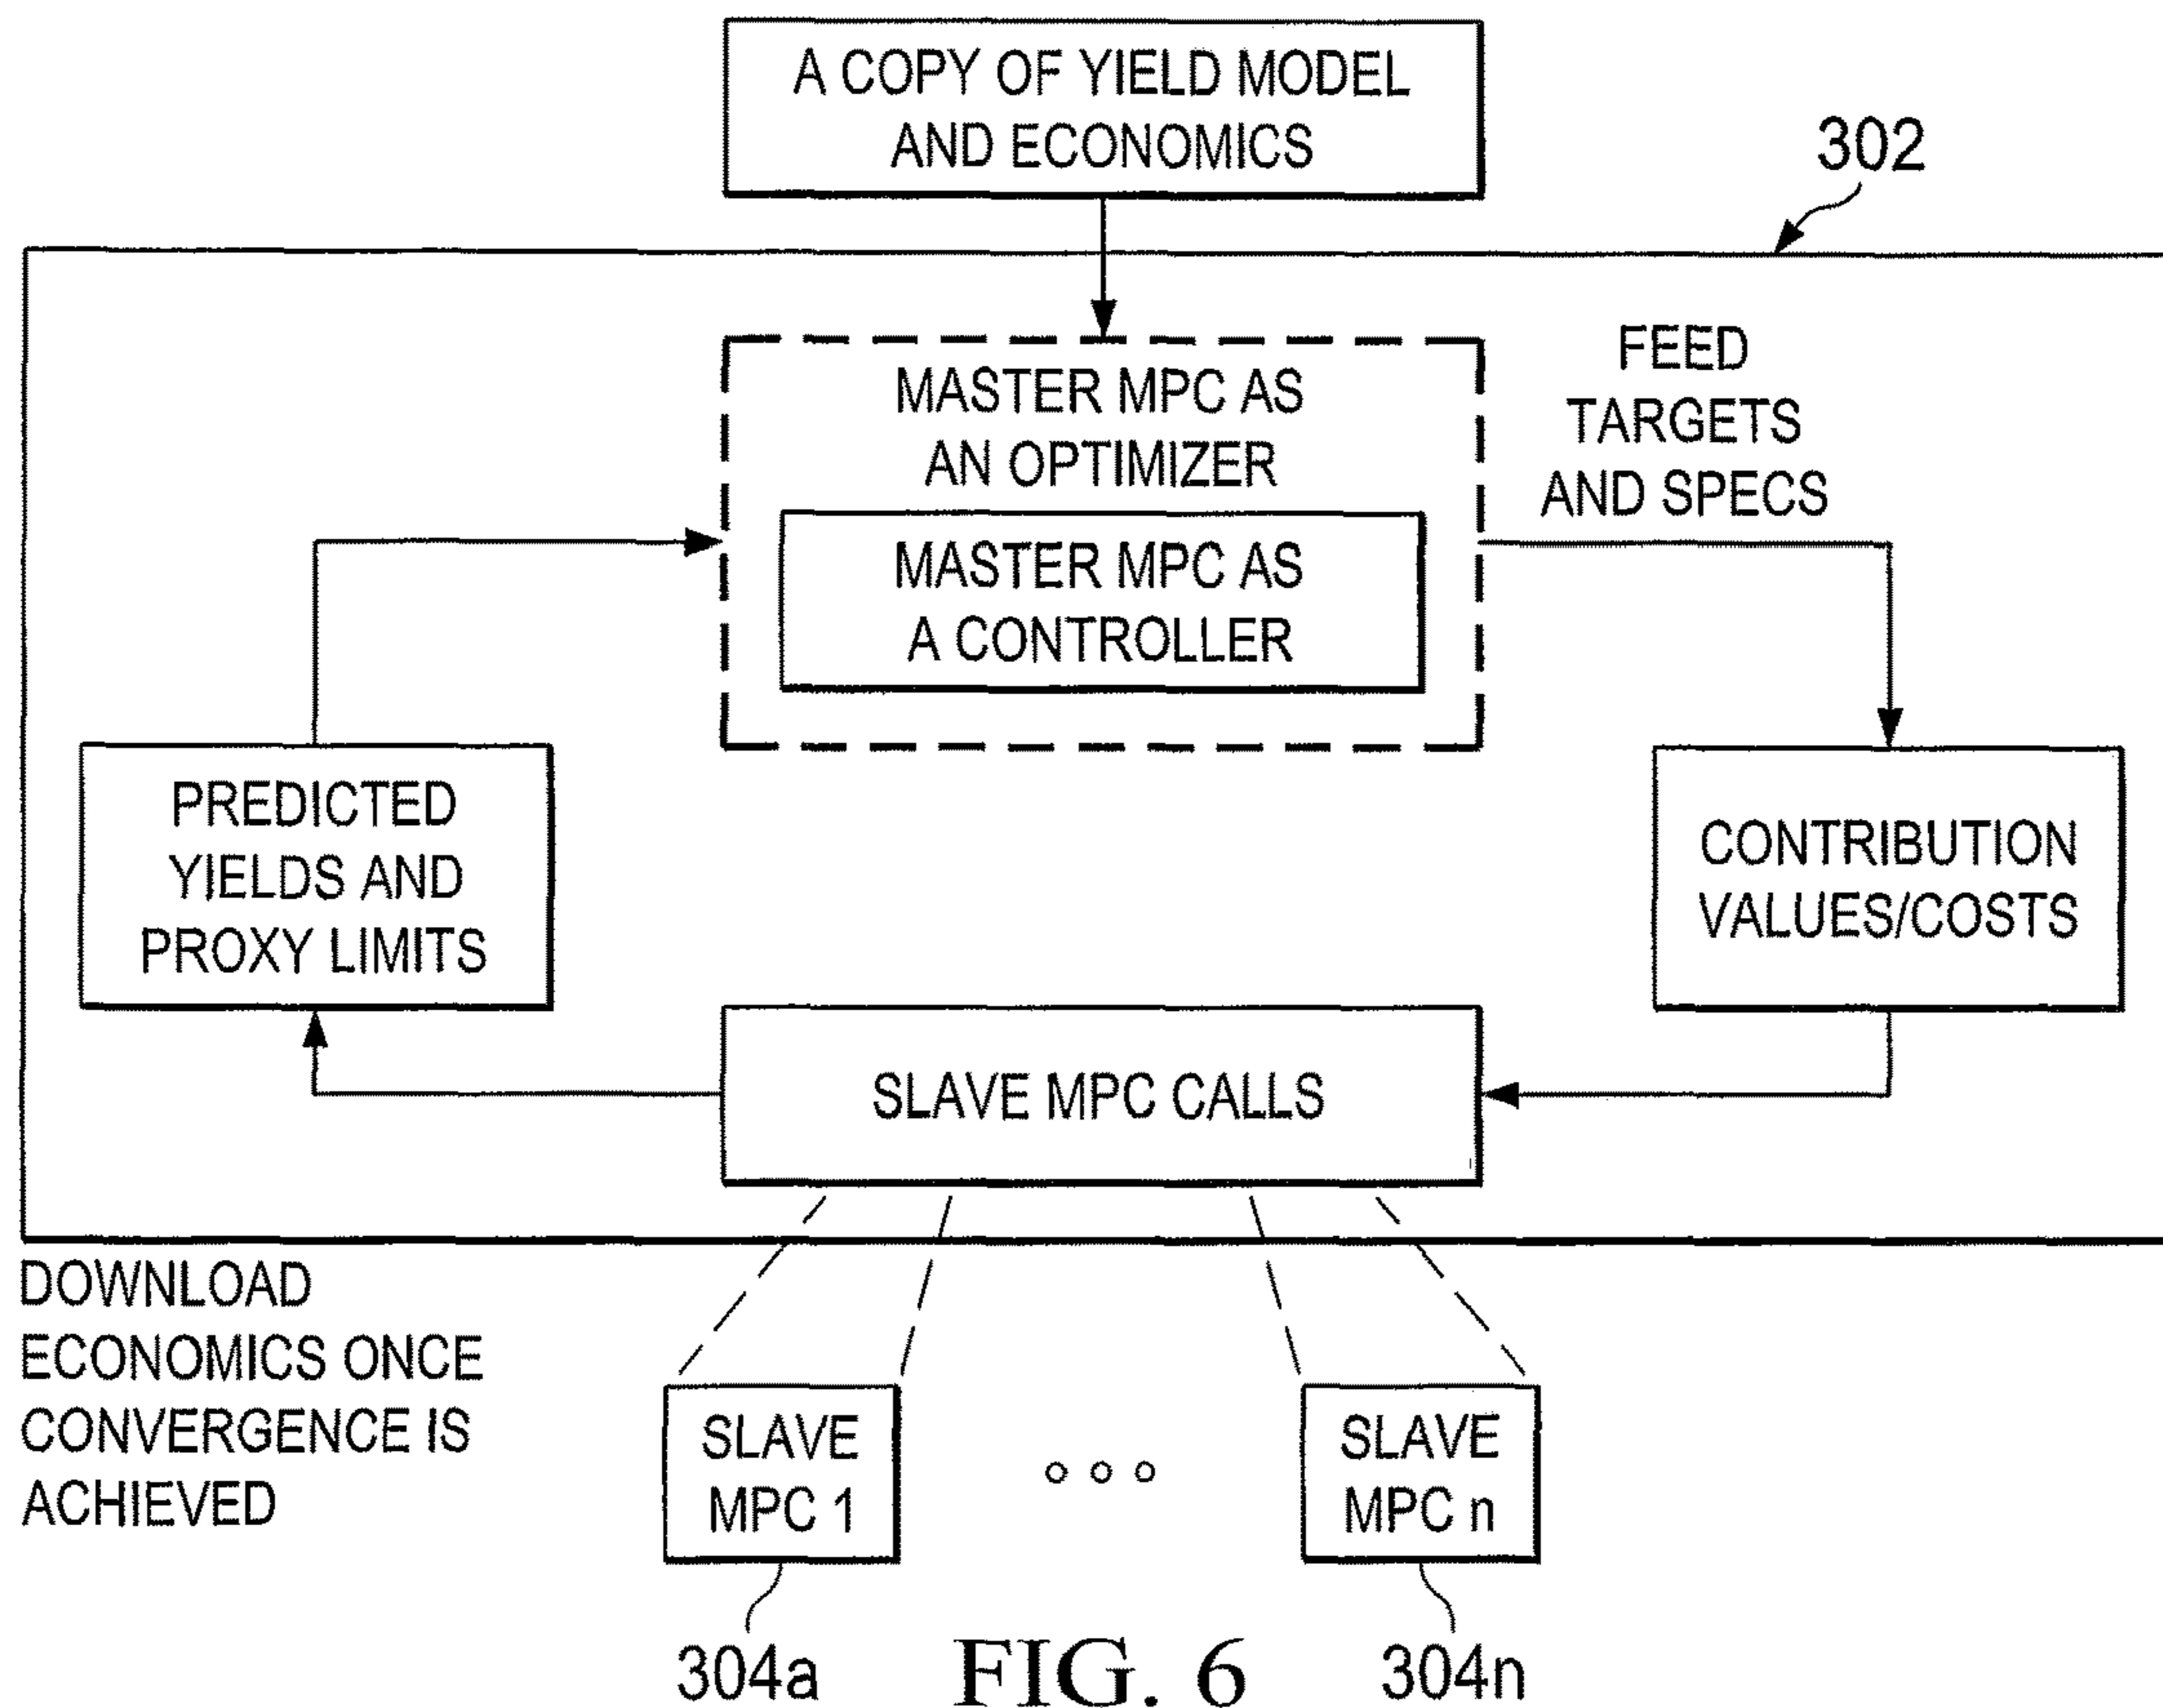 A COPY OF YIELD MODEL
AND ECONOMICS
302
MASTER MPC AS
AN OPTIMIZER
MASTER MPC AS
A CONTROLLER
FEED
TARGETS
AND SPECS
PREDICTED
YIELDS AND
PROXY LIMITS
CONTRIBUTION
VALUES/COSTS
SLAVE MPC CALLS
DOWNLOAD
ECONOMICS ONCE
CONVERGENCE IS
ACHIEVED
SLAVE
MPC 1
SLAVE
MPC n
304a
304n
FIG. 6